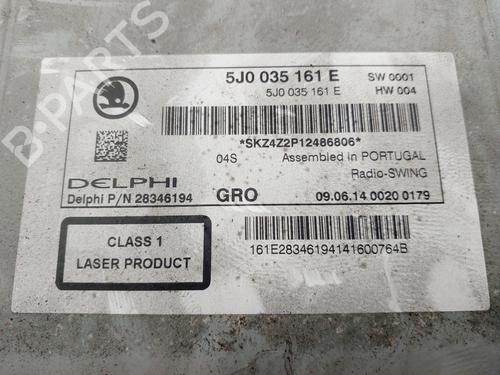 5J0 035 161 E SW 0001
5J0 035 161 E HW 004
*SKZ4Z2P12486806*
04S Assembled in PORTUGAL
Radio-SWING
DELPHI
Delphi P/N 28346194 GRO 09.06.14 0020 0179
CLASS 1
LASER PRODUCT
161E28346194141600764B
B-PARTS